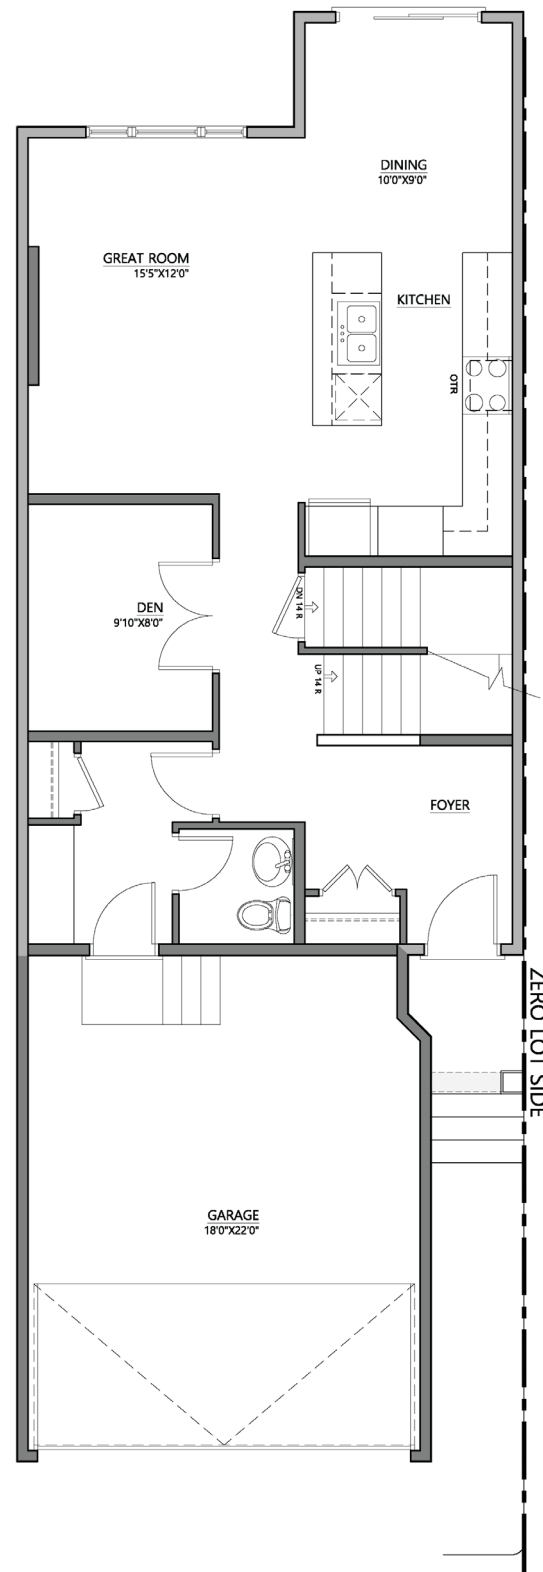 DINING
10'0"X9'0"
GREAT ROOM
15'5"X12'0"
KITCHEN
OTR
DN 14 R
DEN
9'10"X8'0"
UP 14 R
FOYER
ZERO LOT SIDE
GARAGE
18'0"X22'0"